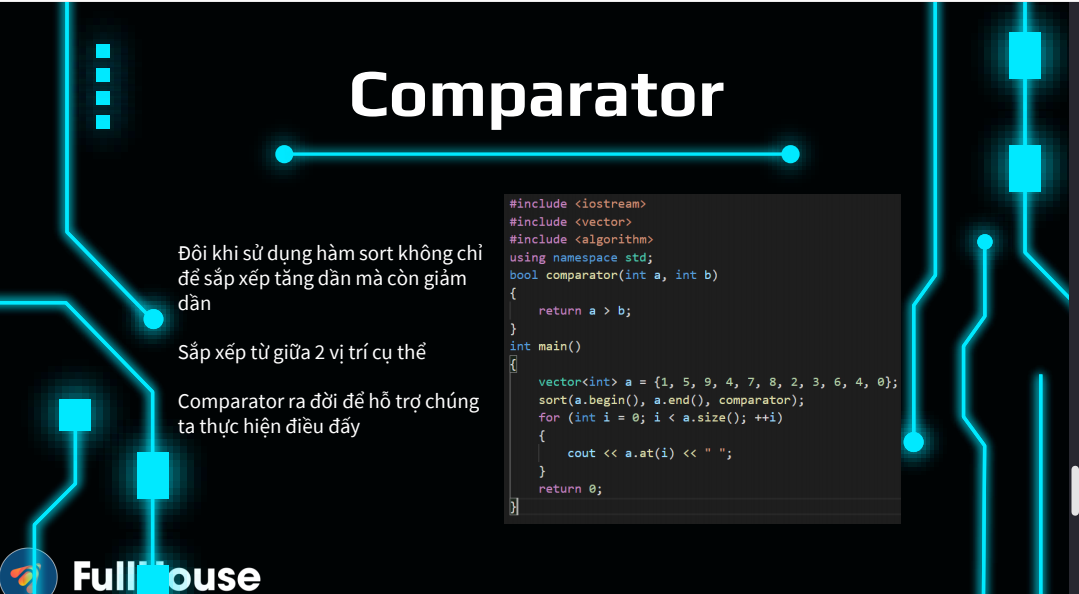 Comparator
Đôi khi sử dụng hàm sort không chỉ
để sắp xếp tăng dần mà còn giảm
dần
Sắp xếp từ giữa 2 vị trí cụ thể
Comparator ra đời để hỗ trợ chúng
ta thực hiện điều đấy
#include <iostream>
#include <vector>
#include <algorithm>
using namespace std;
bool comparator(int a, int b)
{
    return a > b;
}
int main()
{
    vector<int> a = {1, 5, 9, 4, 7, 8, 2, 3, 6, 4, 0};
    sort(a.begin(), a.end(), comparator);
    for (int i = 0; i < a.size(); ++i)
    {
        cout << a.at(i) << " ";
    }
    return 0;
}
FullHouse